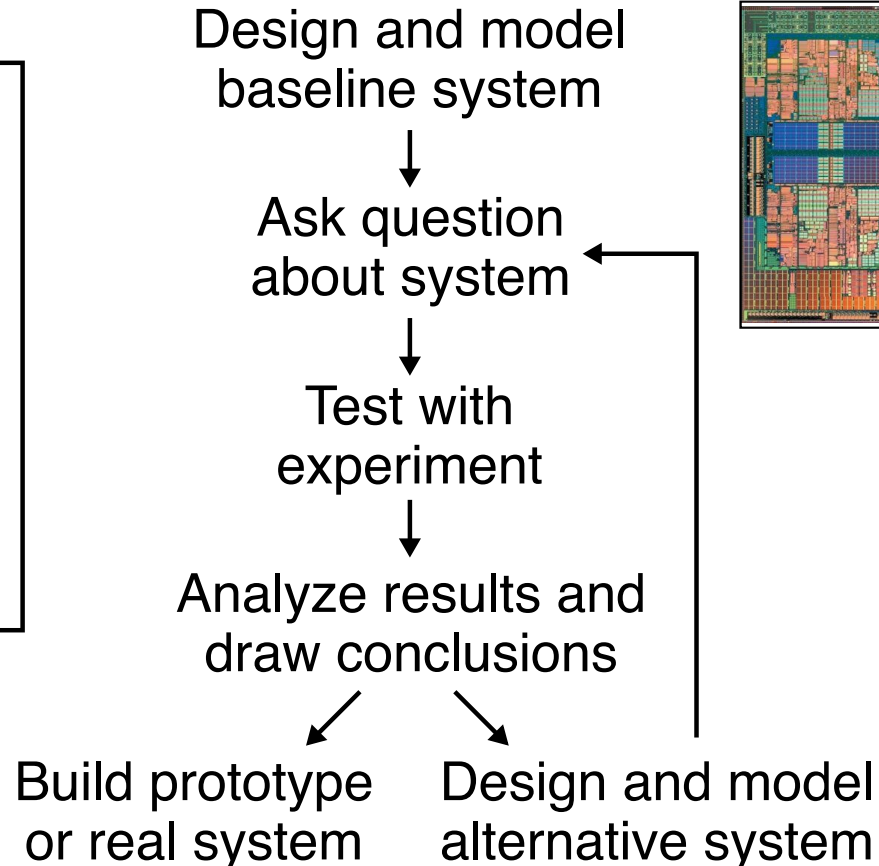 Design and model
baseline system
Ask question
about system
Test with
experiment
Analyze results and
draw conclusions
Build prototype
or real system
Design and model
alternative system